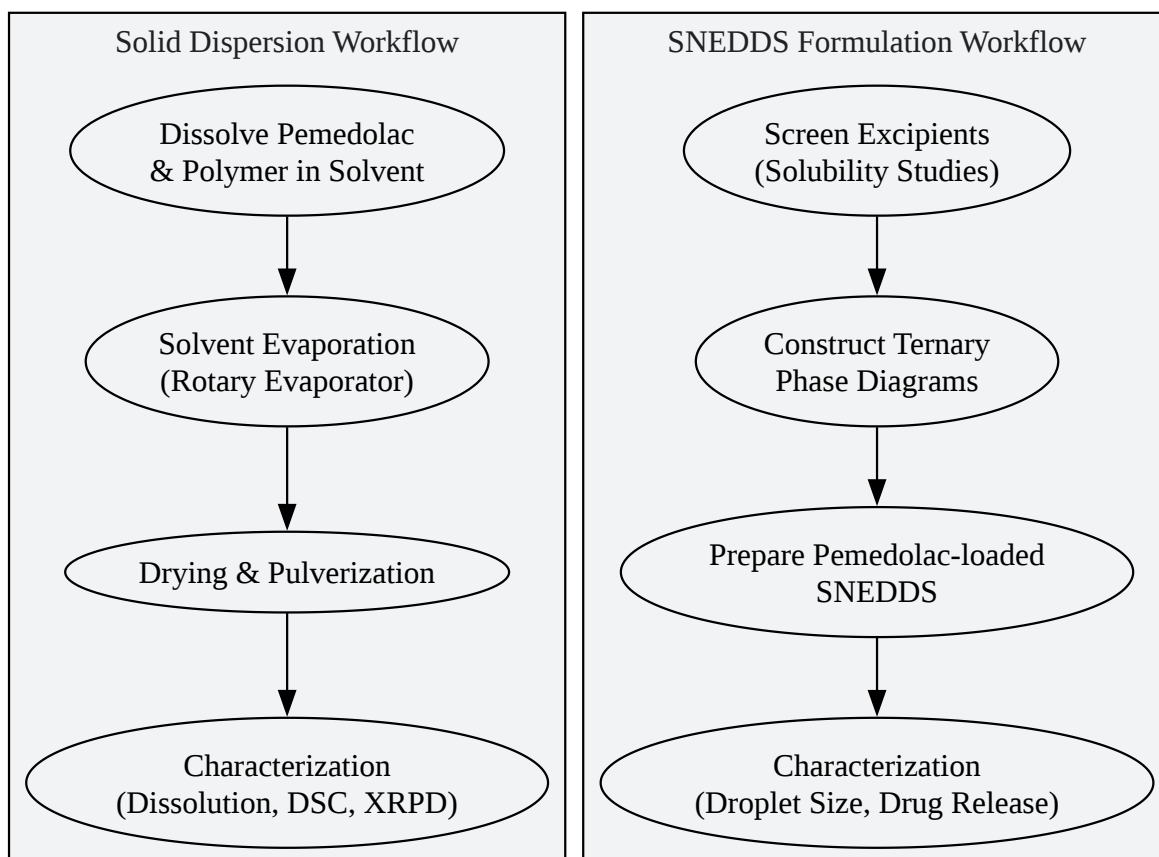 Solid Dispersion Workflow
Dissolve Pemedolac
& Polymer in Solvent
Solvent Evaporation
(Rotary Evaporator)
Drying & Pulverization
Characterization
(Dissolution, DSC, XRPD)
SNEDDS Formulation Workflow
Screen Excipients
(Solubility Studies)
Construct Ternary
Phase Diagrams
Prepare Pemedolac-loaded
SNEDDS
Characterization
(Droplet Size, Drug Release)